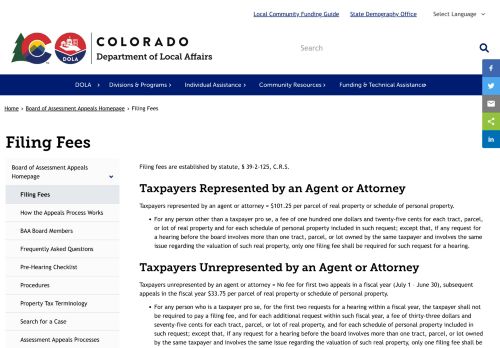 Local Community Funding Guide State Demography Office Select Language
COLORADO
Department of Local Affairs
DOLA
Search
DOLA Divisions & Programs Individual Assistance Community Resources Funding & Technical Assistance
Home › Board of Assessment Appeals Homepage › Filing Fees
Filing Fees
Board of Assessment Appeals
Homepage
Filing Fees
How the Appeals Process Works
BAA Board Members
Frequently Asked Questions
Pre-Hearing Checklist
Procedures
Property Tax Terminology
Search for a Case
Assessment Appeals Processes
Filing fees are established by statute, § 39-2-125, C.R.S.
Taxpayers Represented by an Agent or Attorney
Taxpayers represented by an agent or attorney = $101.25 per parcel of real property or schedule of personal property.
• For any person other than a taxpayer pro se, a fee of one hundred one dollars and twenty-five cents for each tract, parcel,
or lot of real property and for each schedule of personal property included in such request; except that, if any request for
a hearing before the board involves more than one tract, parcel, or lot owned by the same taxpayer and involves the same
issue regarding the valuation of such real property, only one filing fee shall be required for such request for a hearing.
Taxpayers Unrepresented by an Agent or Attorney
Taxpayers unrepresented by an agent or attorney = No fee for first two appeals in a fiscal year (July 1 – June 30), subsequent
appeals in the fiscal year $33.75 per parcel of real property or schedule of personal property.
• For any person who is a taxpayer pro se, for the first two requests for a hearing within a fiscal year, the taxpayer shall not
be required to pay a filing fee, and for each additional request within such fiscal year, a fee of thirty-three dollars and
seventy-five cents for each tract, parcel, or lot of real property, and for each schedule of personal property included in
such request; except that, if any request for a hearing before the board involves more than one tract, parcel, or lot owned
by the same taxpayer and involves the same issue regarding the valuation of such real property, only one filing fee shall be